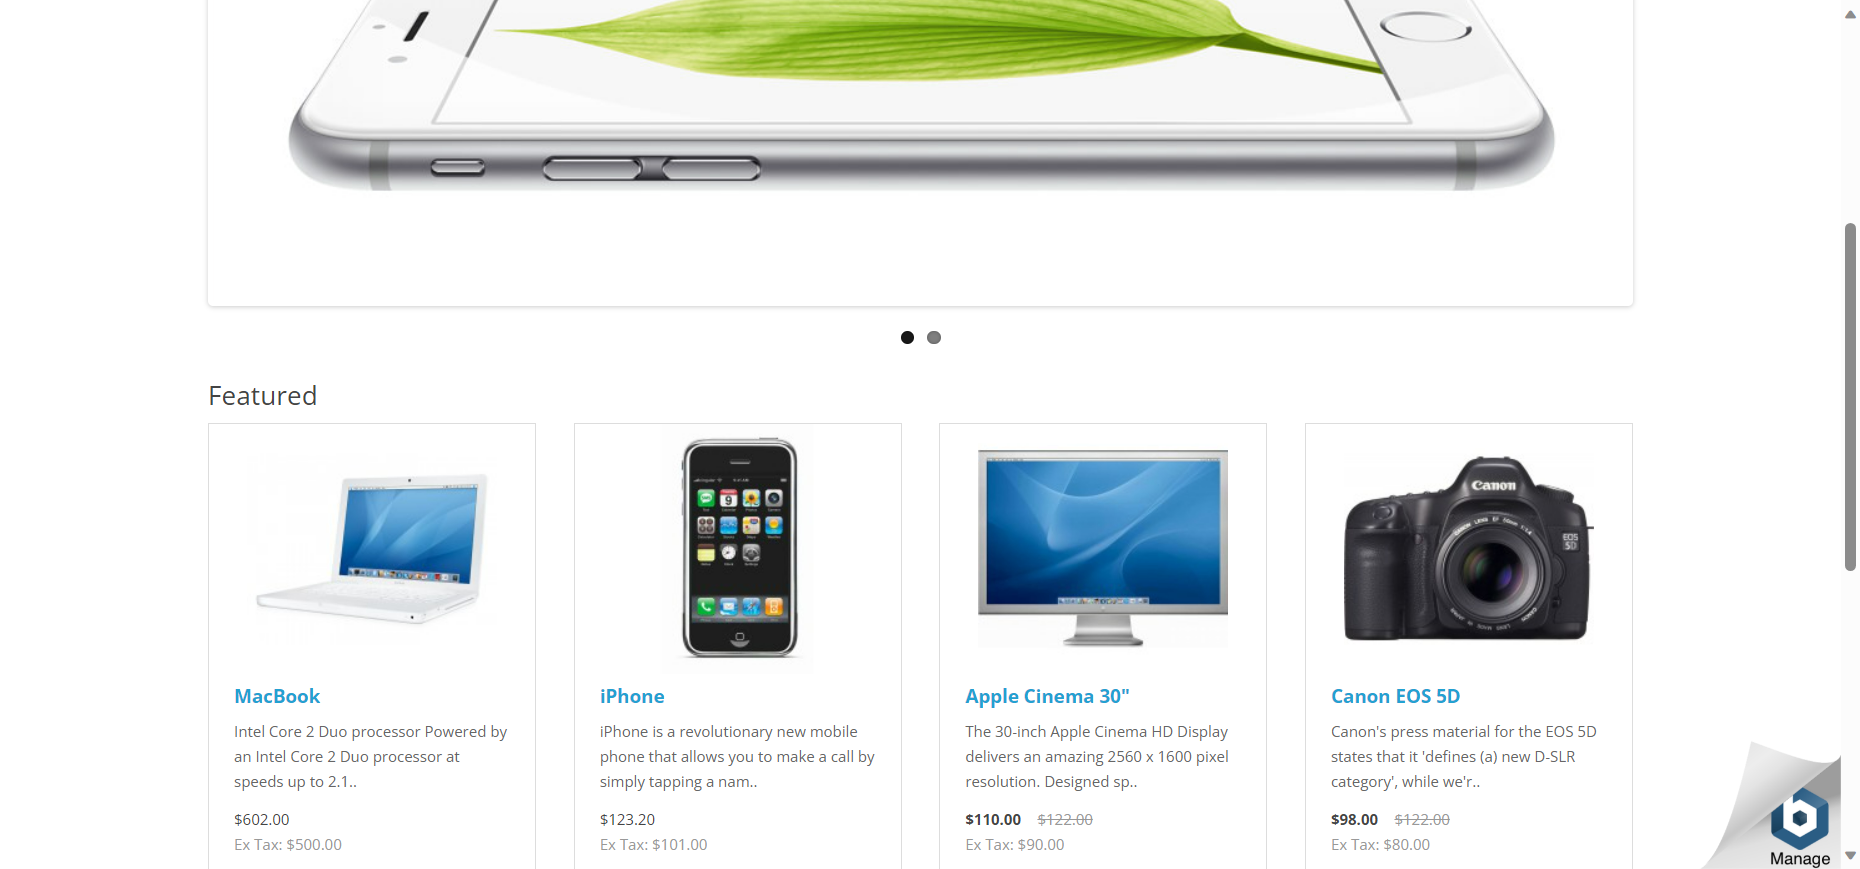 Featured
Canon
EOS
5D
MacBook
Intel Core 2 Duo processor Powered by
an Intel Core 2 Duo processor at
speeds up to 2.1..
$602.00
Ex Tax: $500.00
iPhone
iPhone is a revolutionary new mobile
phone that allows you to make a call by
simply tapping a nam..
$123.20
Ex Tax: $101.00
Apple Cinema 30"
The 30-inch Apple Cinema HD Display
delivers an amazing 2560 x 1600 pixel
resolution. Designed sp..
$110.00 $122.00
Ex Tax: $90.00
Canon EOS 5D
Canon's press material for the EOS 5D
states that it 'defines (a) new D-SLR
category', while we'r..
$98.00 $122.00
Ex Tax: $80.00
Manage